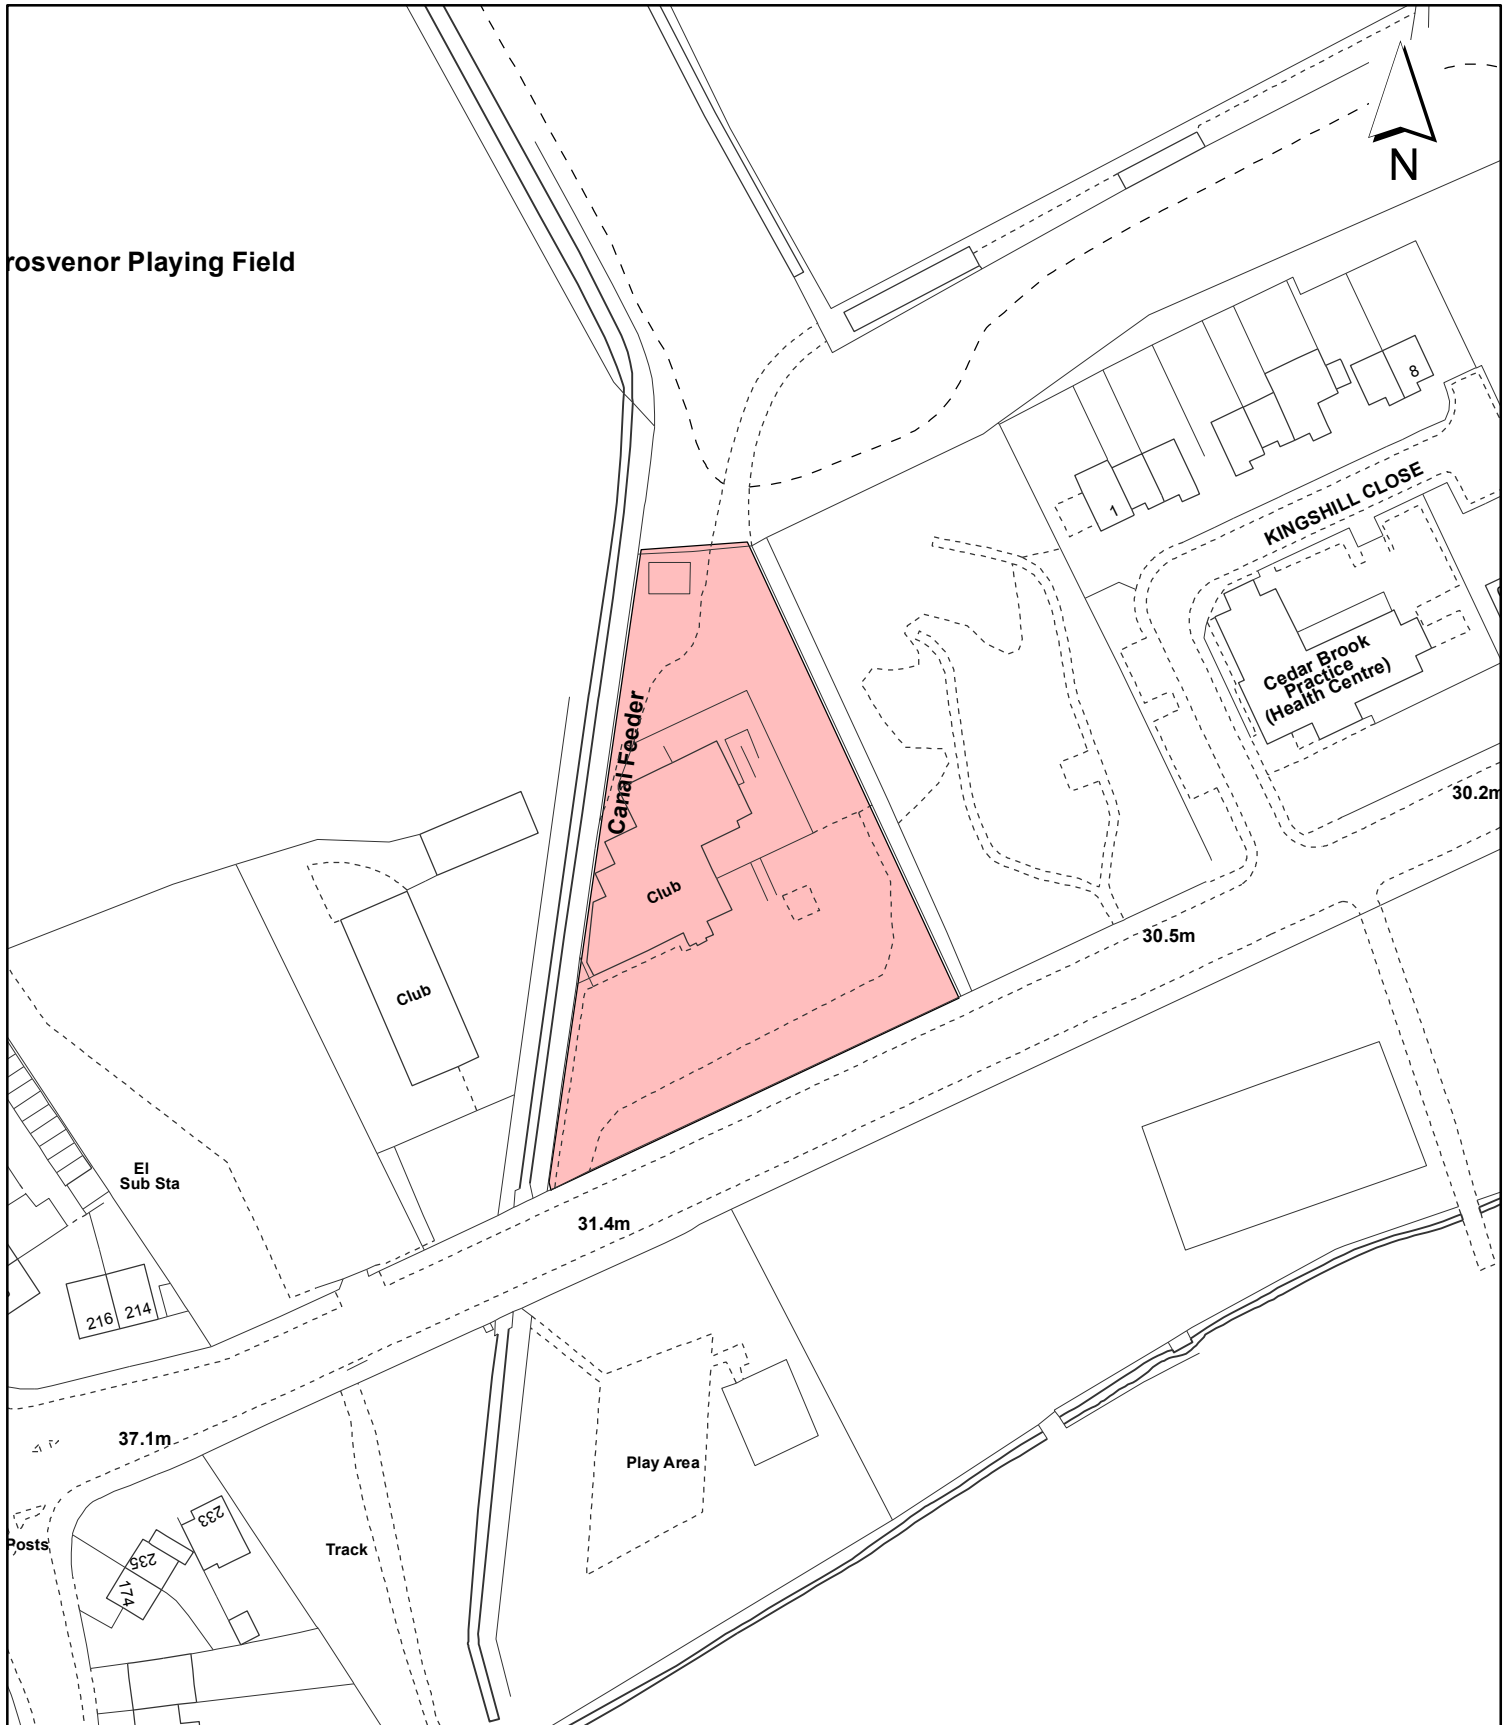 N
rosvenor Playing Field
8
1
KINGSHILL CLOSE
Cedar Brook
Practice
(Health Centre)
Canal Feeder
30.2m
Club
30.5m
Club
El
Sub Sta
31.4m
216
214
37.1m
Play Area
233
Posts
235
Track
174